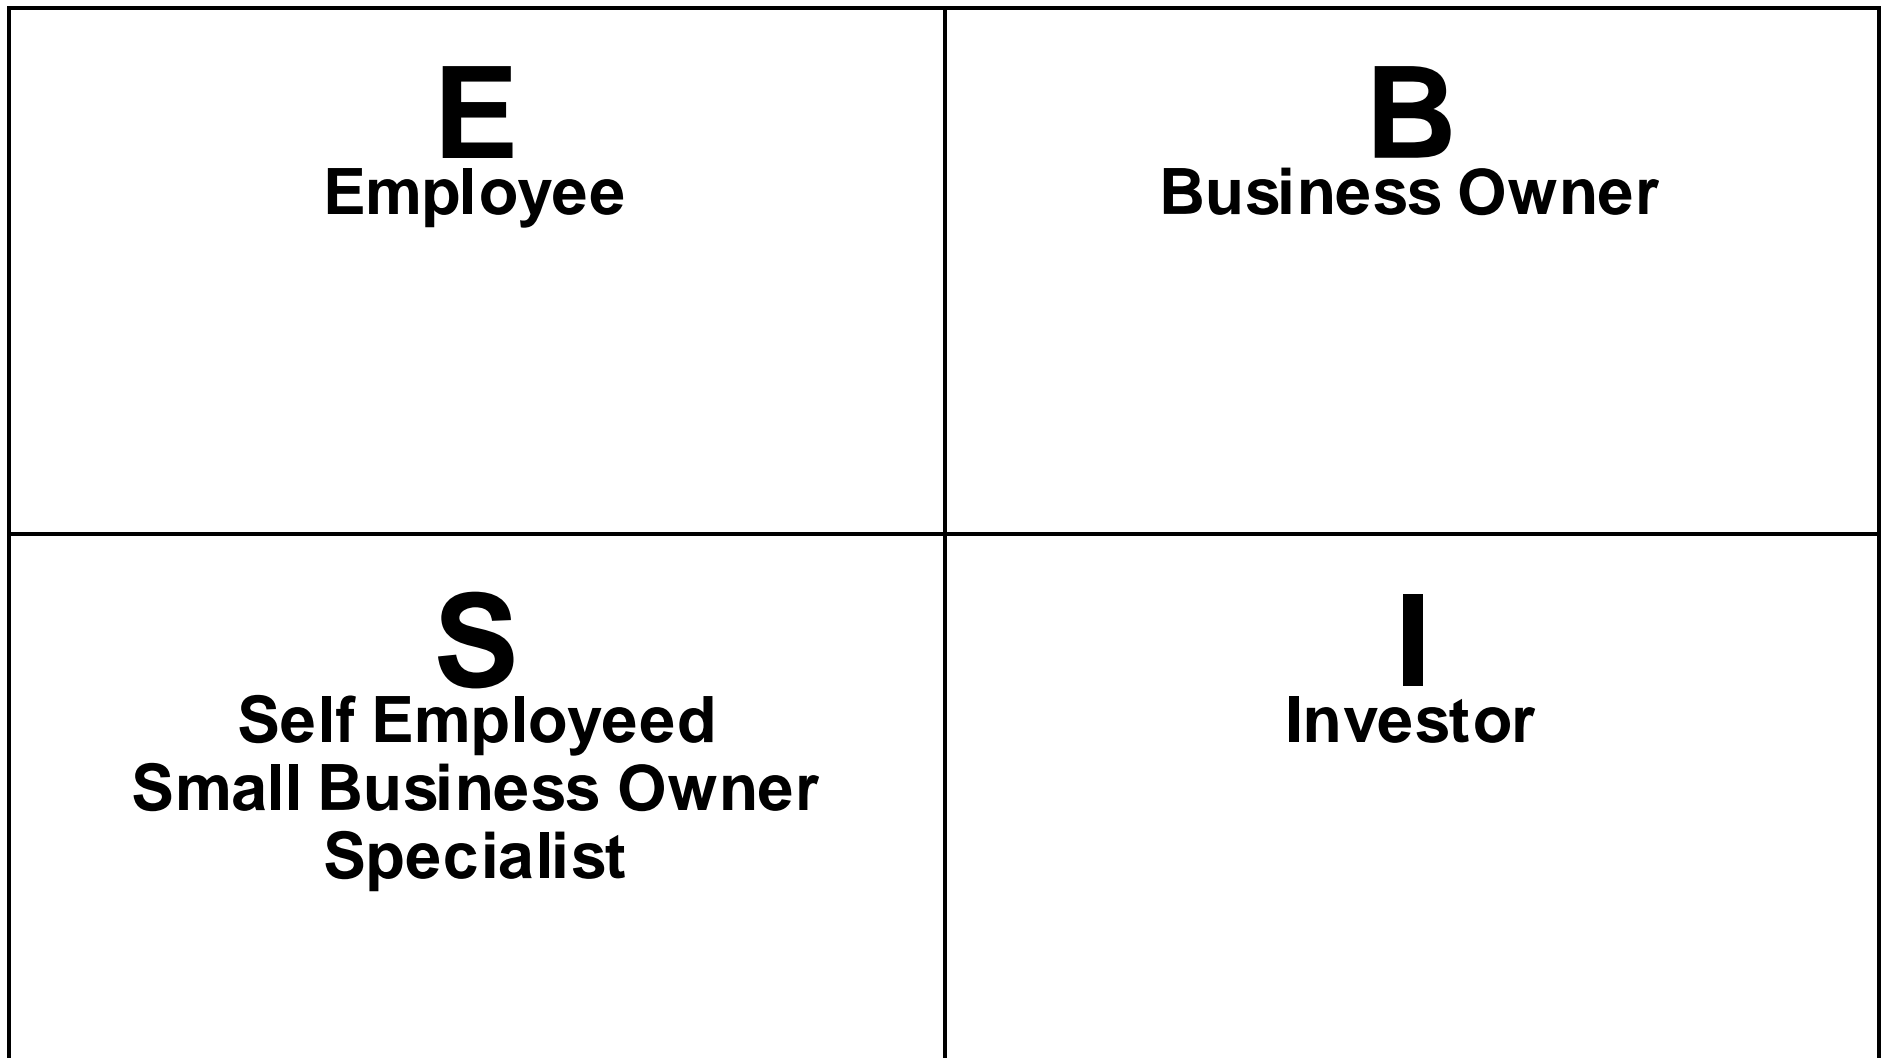 E
Employee
B
Business Owner
S
Self Employeed
Small Business Owner
Specialist
I
Investor